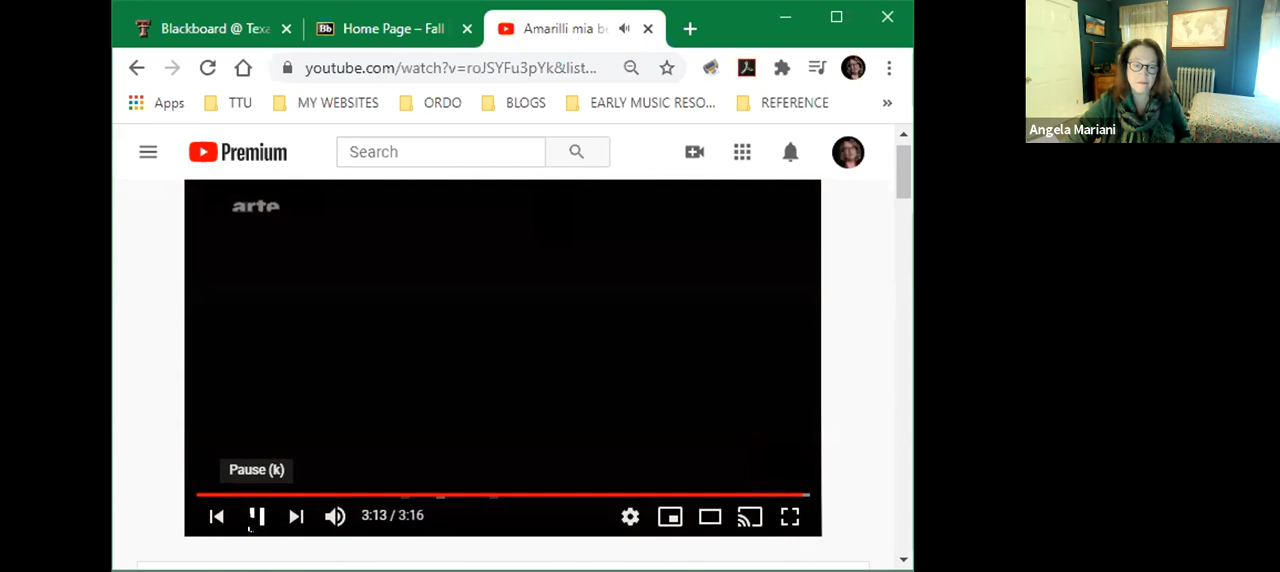 Blackboard @ Texa
Home Page – Fall
Amarilli mia be
youtube.com/watch?v=roJSYFu3pYk&list...
Apps
TTU
MY WEBSITES
ORDO
BLOGS
EARLY MUSIC RESO...
REFERENCE
Angela Mariani
Premium
Search
arte
Pause (k)
3:13 / 3:16